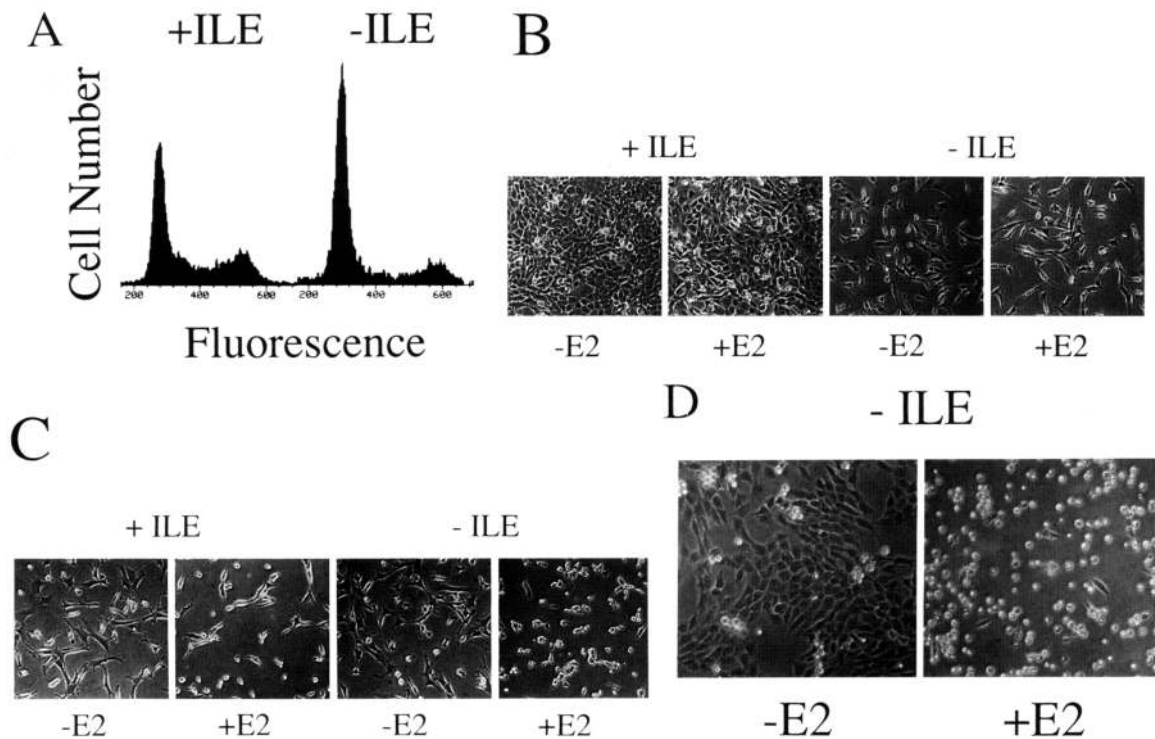 A
+ILE -ILE
Cell Number
200 400 600 200 400 600
Fluorescence
B
+ ILE - ILE
-E2 +E2 -E2 +E2
C
+ ILE - ILE
-E2 +E2 -E2 +E2
D
- ILE
-E2 +E2